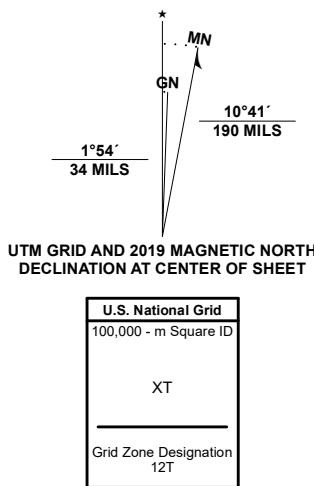 ★
MN
GN
10°41´
190 MILS
1°54´
34 MILS
UTM GRID AND 2019 MAGNETIC NORTH
DECLINATION AT CENTER OF SHEET
U.S. National Grid
100,000 - m Square ID
XT
Grid Zone Designation
12T